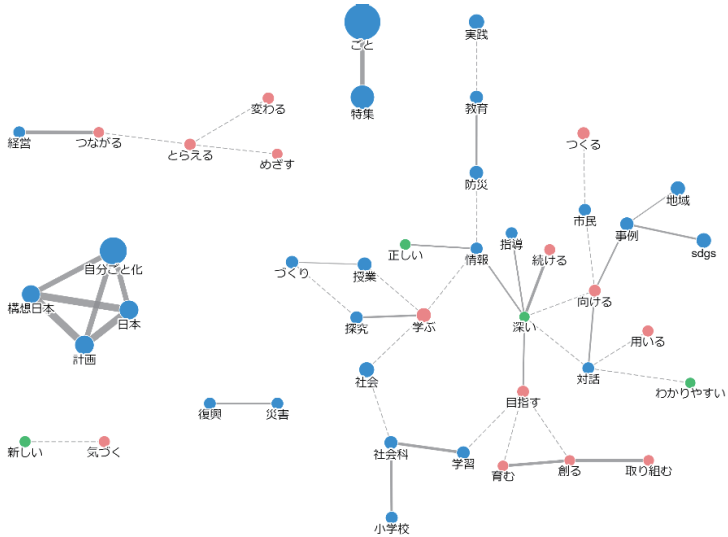 ごと
特集
実践
教育
防災
変わる
経営
つながる
とらえる
めざす
つくる
地域
市民
事例
sdgs
正しい
情報
指導
続ける
自分ごと化
構想日本
日本
計画
づくり
授業
探究
学ぶ
深い
向ける
用いる
対話
わかりやすい
社会
目指す
復興
災害
新しい
気づく
社会科
学習
育む
創る
取り組む
小学校